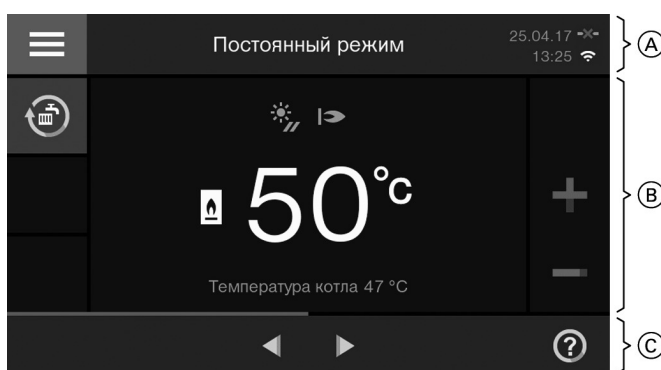 Постоянный режим
25.04.17
13:25
A
50°C
B
Температура котла 47 °C
?
C